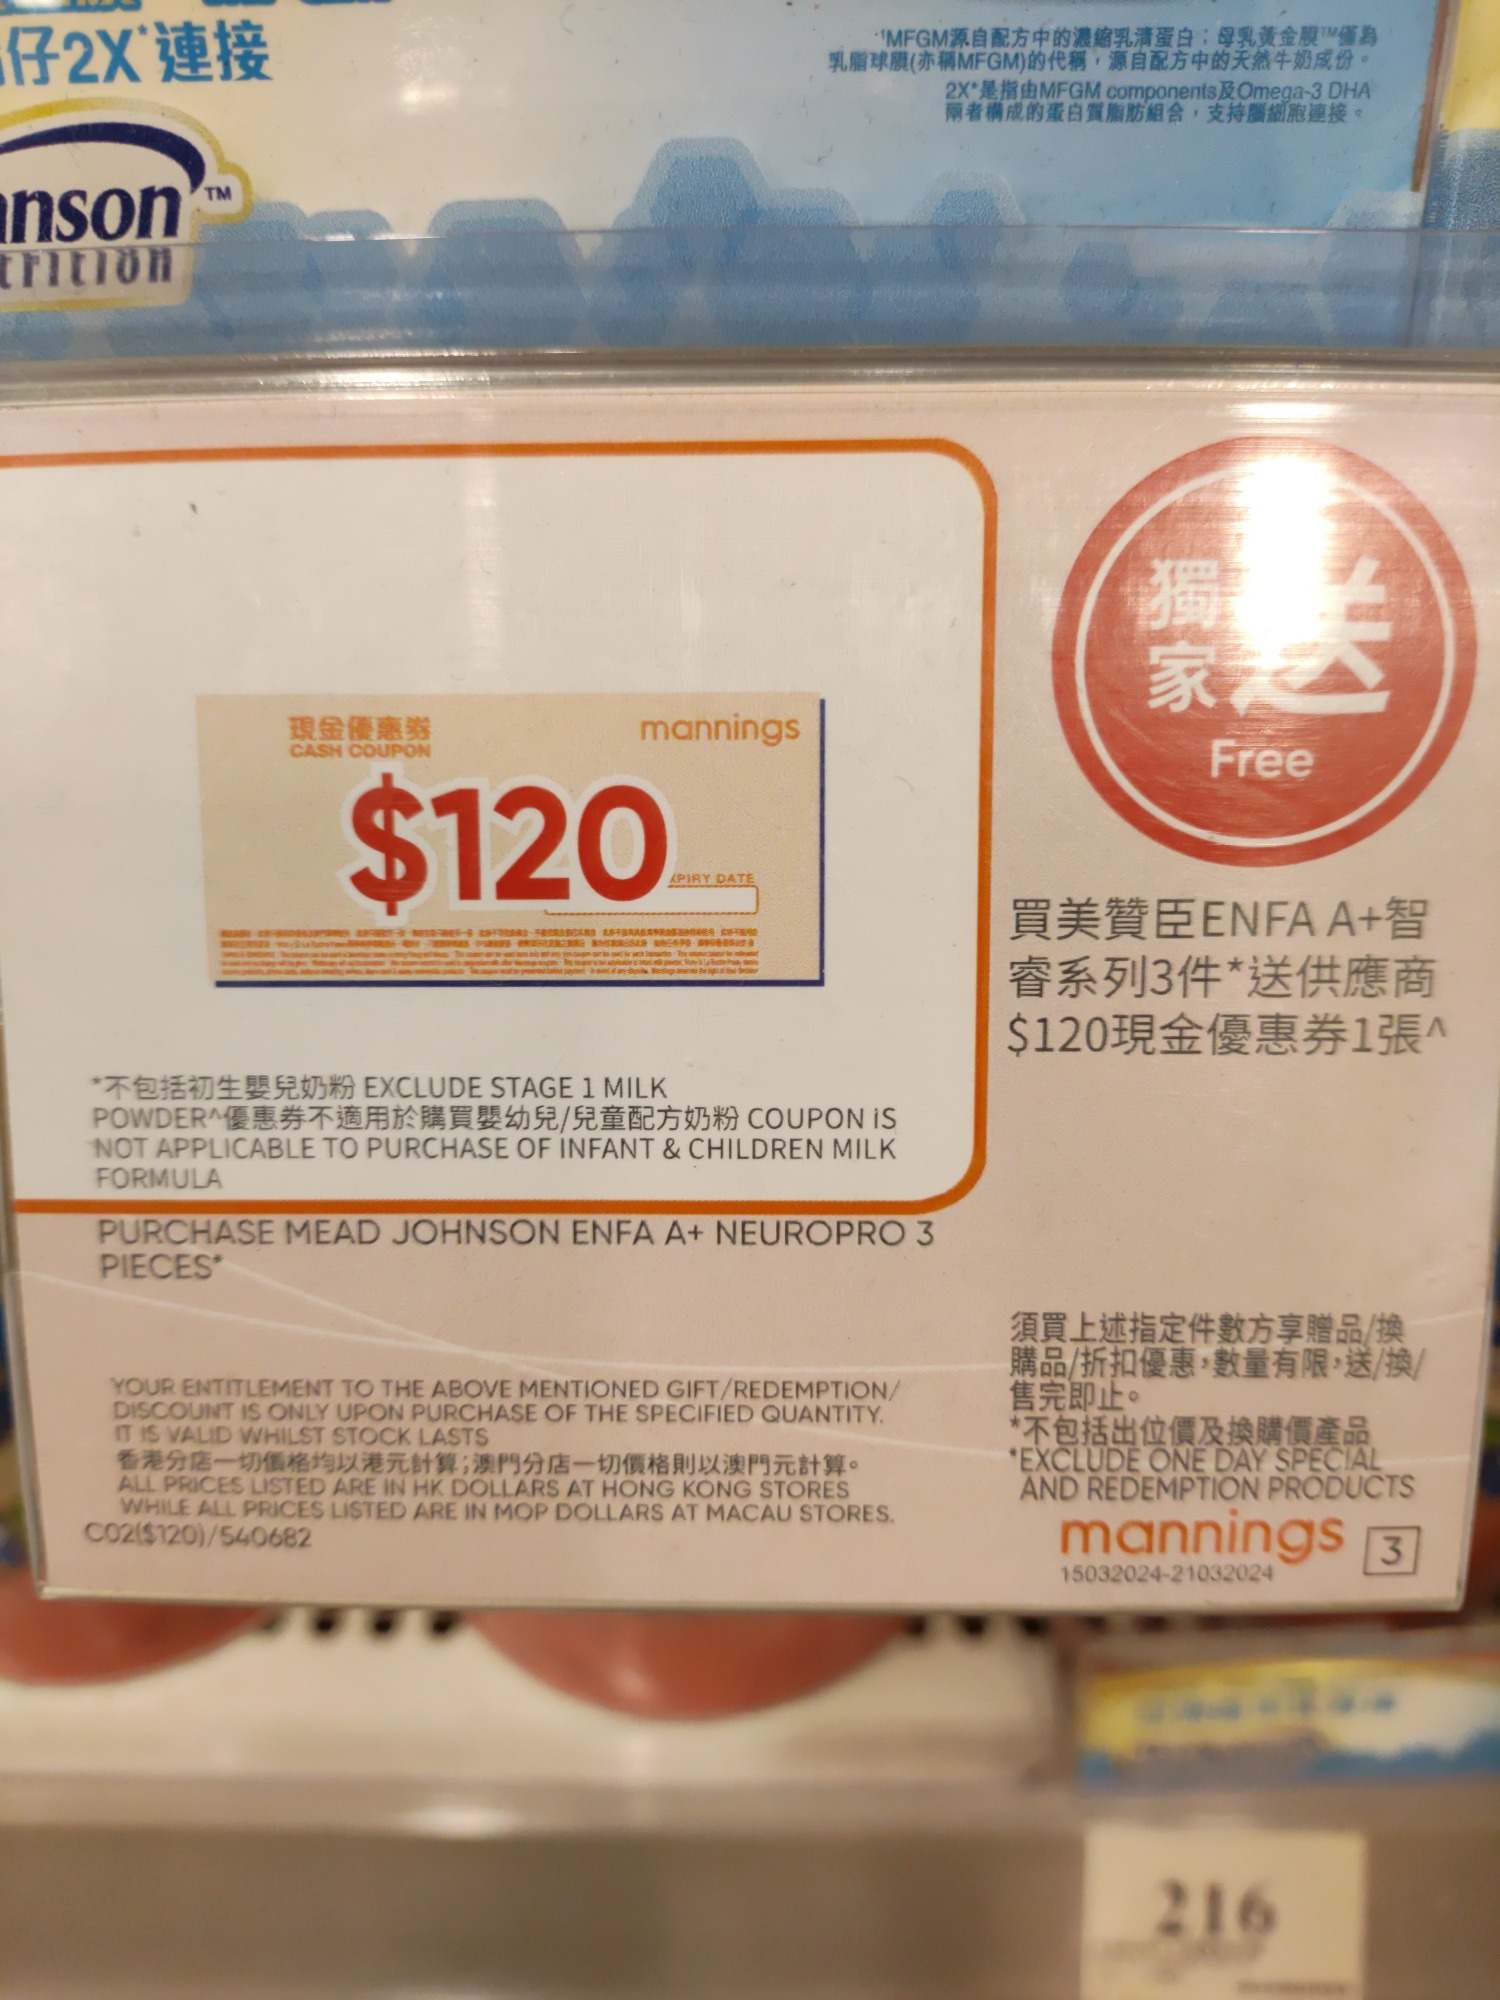 仔2X*連接
MFGM源自配方中的濃縮乳清蛋白；母乳黃金膜™僅為
乳脂球膜(亦稱MFGM)的代稱，源自配方中的天然牛奶成份。
2X*是指由MFGM components及Omega-3 DHA
兩者構成的蛋白質脂肪組合，支持腦細胞連接。
nson™
trition
獨家送
Free
現金優惠券
CASH COUPON
mannings
$120
XPIRY DATE
買美贊臣ENFA A+智
睿系列3件*送供應商
$120現金優惠券1張^
*不包括初生嬰兒奶粉 EXCLUDE STAGE 1 MILK
POWDER^優惠券不適用於購買嬰幼兒/兒童配方奶粉 COUPON IS
NOT APPLICABLE TO PURCHASE OF INFANT & CHILDREN MILK
FORMULA
PURCHASE MEAD JOHNSON ENFA A+ NEUROPRO 3
PIECES*
YOUR ENTITLEMENT TO THE ABOVE MENTIONED GIFT/REDEMPTION/
DISCOUNT IS ONLY UPON PURCHASE OF THE SPECIFIED QUANTITY.
IT IS VALID WHILST STOCK LASTS
香港分店一切價格均以港元計算;澳門分店一切價格則以澳門元計算。
ALL PRICES LISTED ARE IN HK DOLLARS AT HONG KONG STORES
WHILE ALL PRICES LISTED ARE IN MOP DOLLARS AT MACAU STORES.
C02($120)/540682
須買上述指定件數方享贈品/換
購品/折扣優惠,數量有限,送/換/
售完即止。
*不包括出位價及換購價產品
*EXCLUDE ONE DAY SPECIAL
AND REDEMPTION PRODUCTS
mannings 3
15032024-21032024
216